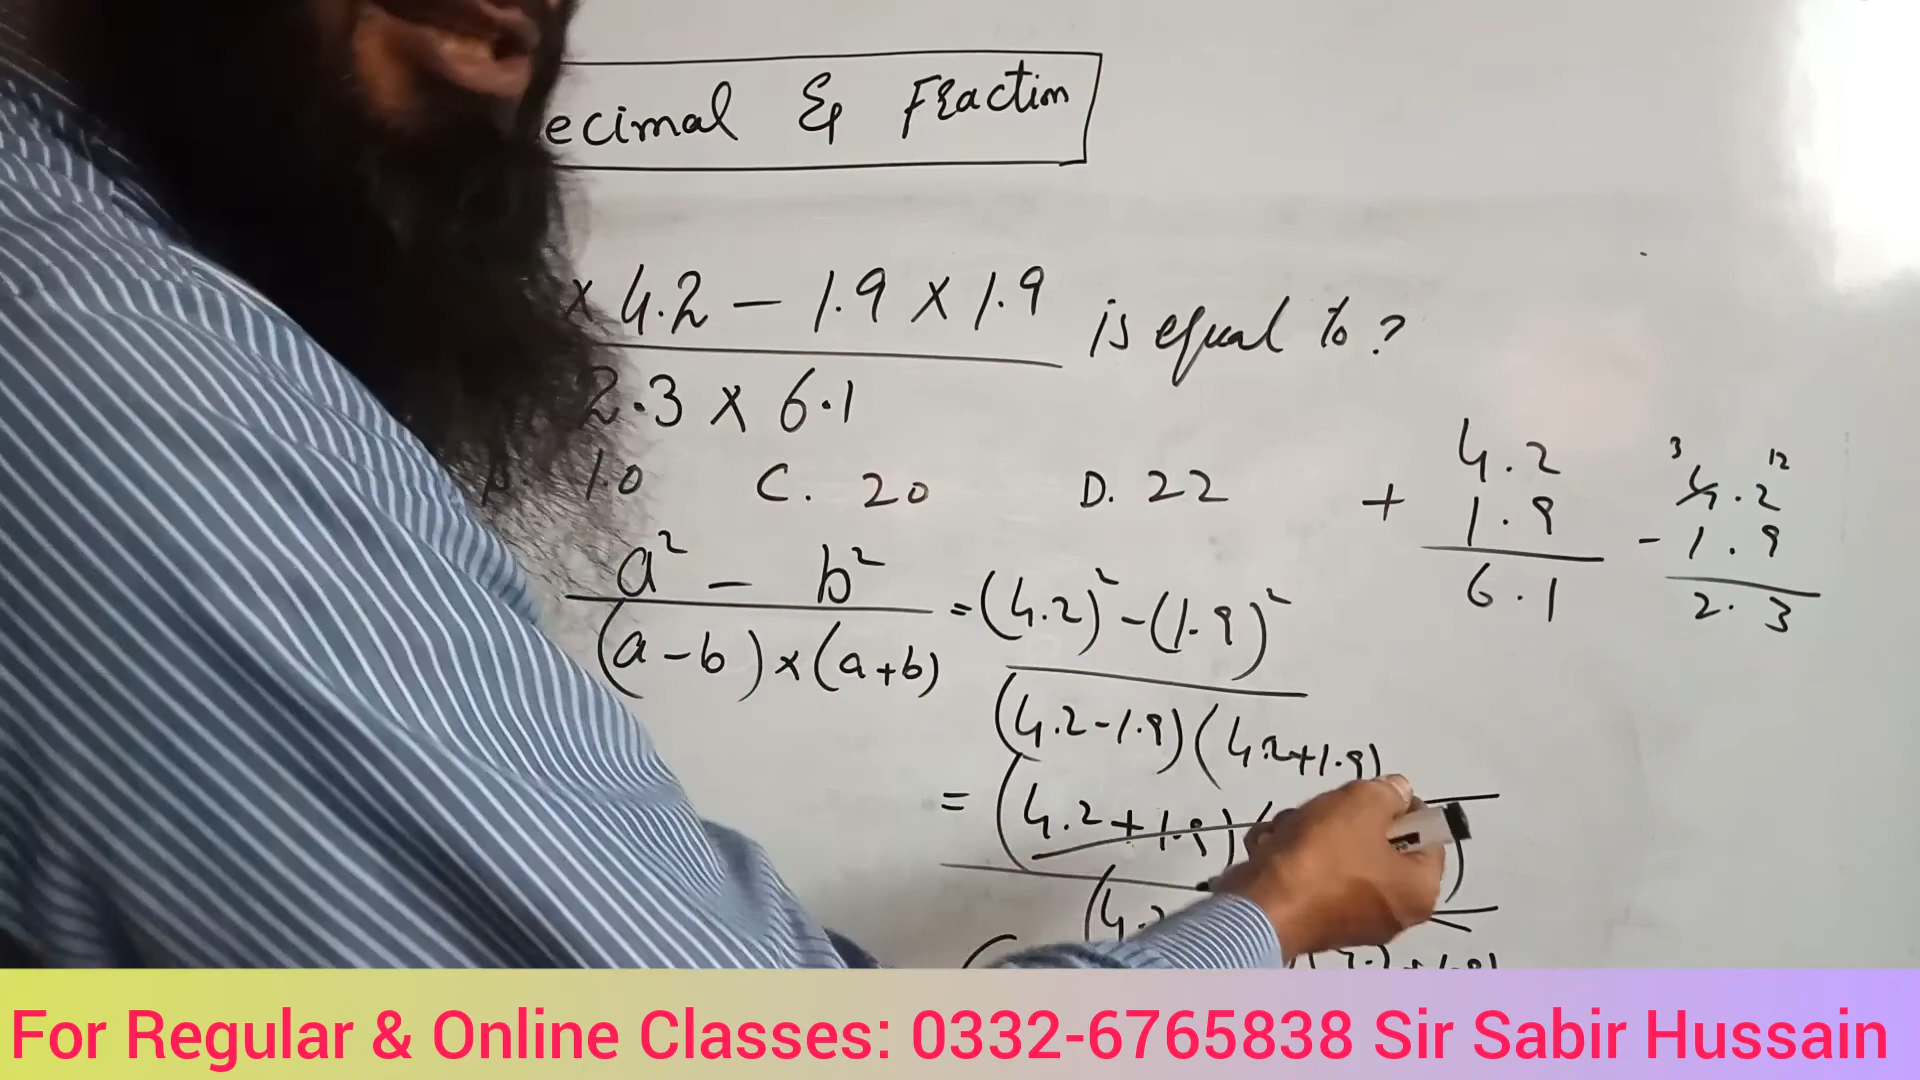 ecimal & Fraction
× 4.2 - 1.9 × 1.9 is equal to?
2.3 × 6.1
1.0 C. 20 D. 22
a² - b²
(a-b) × (a+b)
= (4.2)² - (1.9)²
(4.2-1.9)(4.2+1.9)
= (4.2+1.9)(
(4.2
4.2
+ 1.9
6.1
3 12
4.2
- 1.9
2.3
For Regular & Online Classes: 0332-6765838 Sir Sabir Hussain